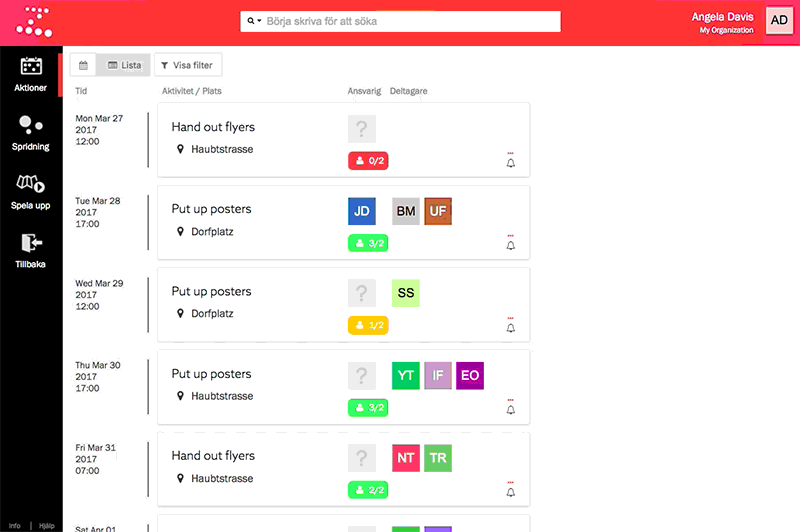 Börja skriva för att söka
Angela Davis
My Organization
AD
Aktioner
Spridning
Spela upp
Tillbaka
Info | Hjälp
Lista
Visa filter
Tid
Aktivitet / Plats
Ansvarig
Deltagare
Mon Mar 27
2017
12:00
Hand out flyers
Haubtstrasse
?
0/2
Tue Mar 28
2017
17:00
Put up posters
Dorfplatz
JD
BM
UF
3/2
Wed Mar 29
2017
12:00
Put up posters
Dorfplatz
?
SS
1/2
Thu Mar 30
2017
17:00
Put up posters
Haubtstrasse
?
YT
IF
EO
3/2
Fri Mar 31
2017
07:00
Hand out flyers
Haubtstrasse
?
NT
TR
2/2
Sat Apr 01